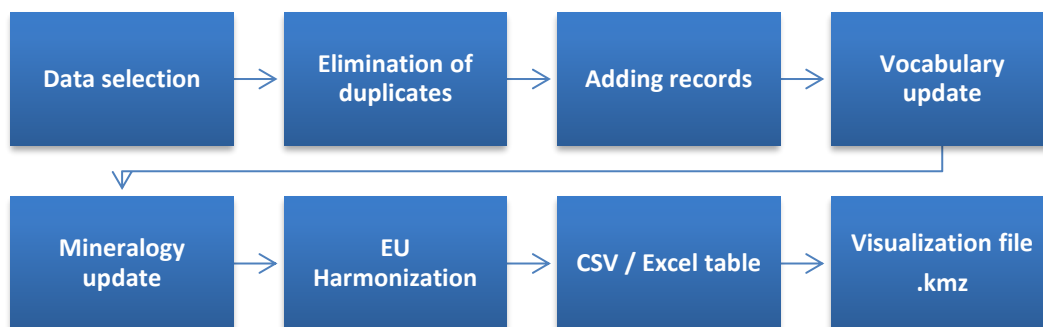 Data selection
Elimination of
duplicates
Adding records
Vocabulary
update
Mineralogy
update
EU
Harmonization
CSV / Excel table
Visualization file
.kmz